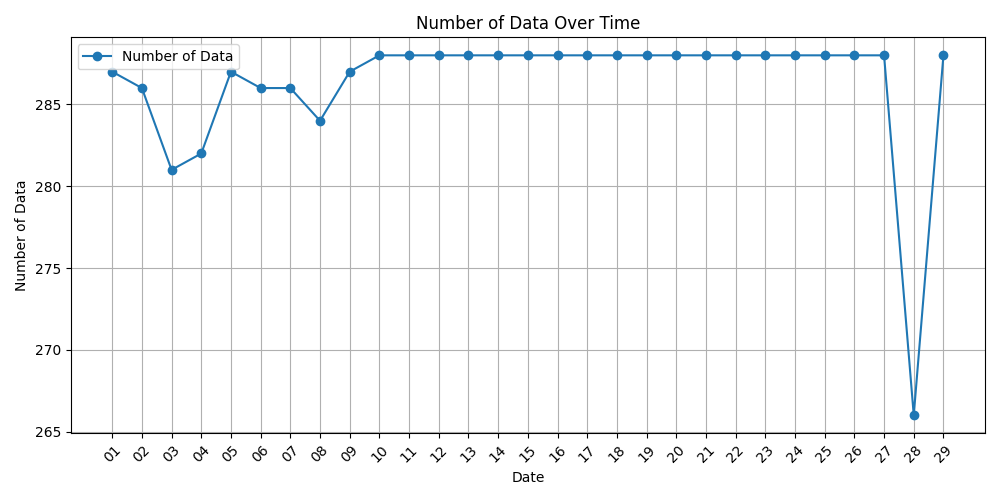 Number of Data Over Time
Number of Data
Number of Data
285
280
275
270
265
01 02 03 04 05 06 07 08 09 10 11 12 13 14 15 16 17 18 19 20 21 22 23 24 25 26 27 28 29
Date